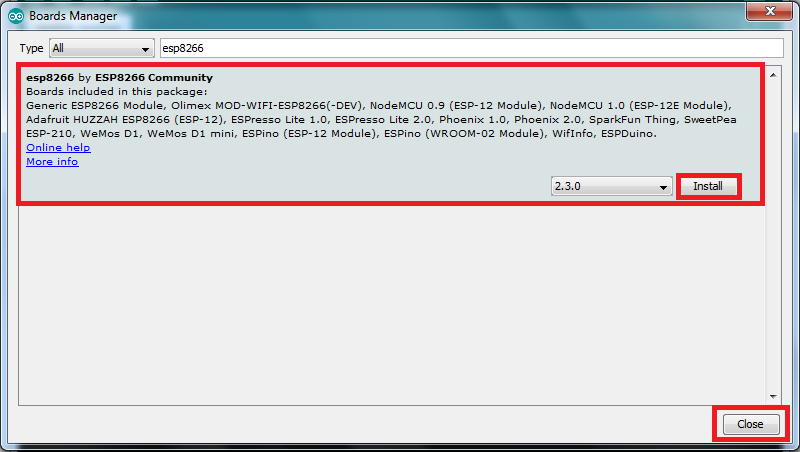 Boards Manager
Type All esp8266
esp8266 by ESP8266 Community
Boards included in this package:
Generic ESP8266 Module, Olimex MOD-WIFI-ESP8266(-DEV), NodeMCU 0.9 (ESP-12 Module), NodeMCU 1.0 (ESP-12E Module),
Adafruit HUZZAH ESP8266 (ESP-12), ESPresso Lite 1.0, ESPresso Lite 2.0, Phoenix 1.0, Phoenix 2.0, SparkFun Thing, SweetPea
ESP-210, WeMos D1, WeMos D1 mini, ESPino (ESP-12 Module), ESPino (WROOM-02 Module), WifInfo, ESPDuino.
Online help
More info
2.3.0 Install
Close